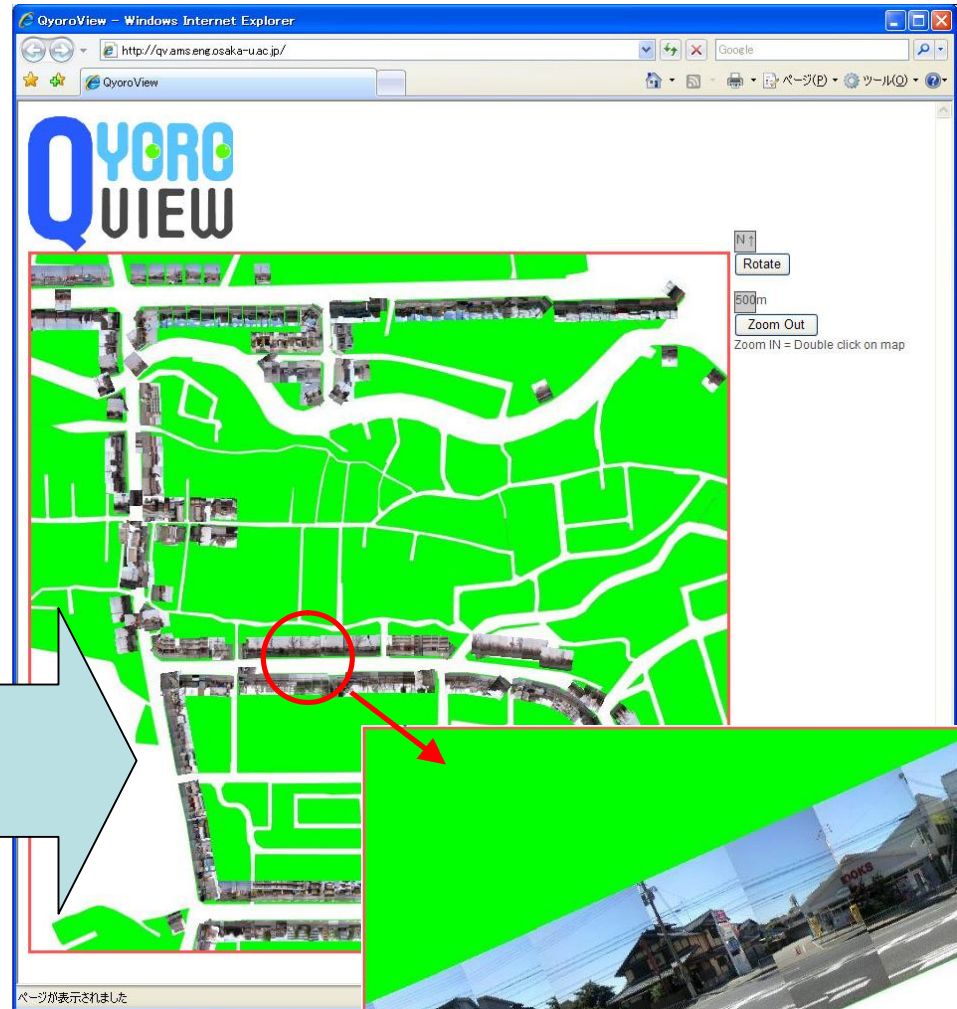 QyoroView - Windows Internet Explorer
http://qv.ams.eng.osaka-u.ac.jp/
Google
QyoroView
ページ(P)
ツール(O)
QYORO
VIEW
N↑
Rotate
500m
Zoom Out
Zoom IN = Double click on map
BOOKS
ページが表示されました